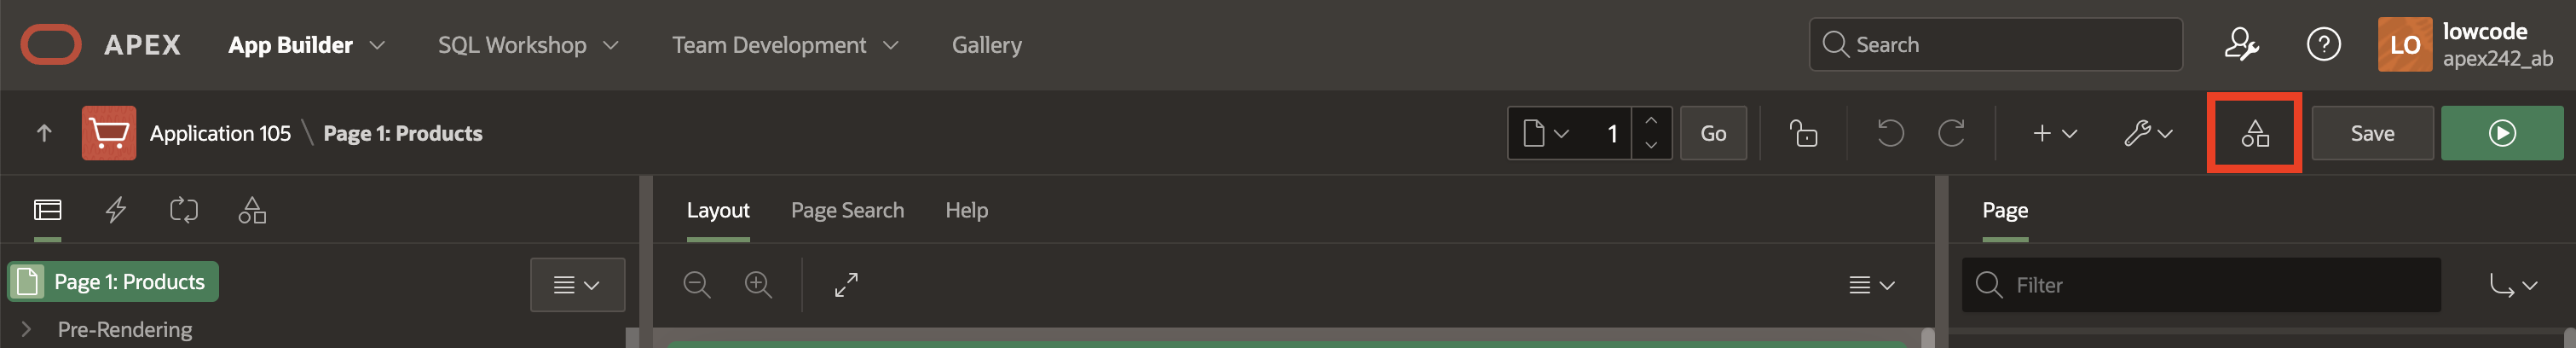 APEX App Builder SQL Workshop Team Development Gallery Search LO lowcode
apex242_ab
Application 105 \ Page 1: Products 1 Go Save
Layout Page Search Help Page
Page 1: Products Filter
Pre-Rendering